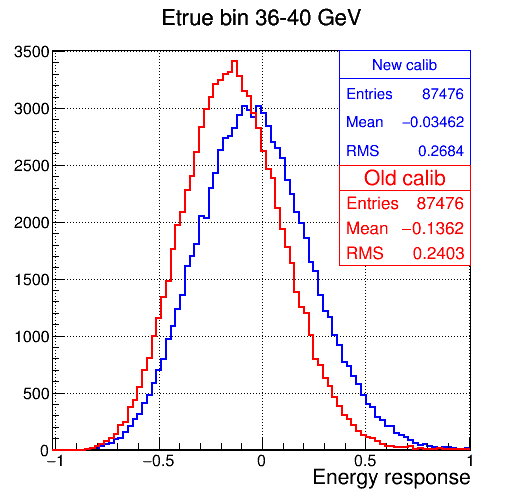 Etrue bin 36-40 GeV
3500
3000
2500
2000
1500
1000
500
0
New calib
Entries 87476
Mean −0.03462
RMS 0.2684
Old calib
Entries 87476
Mean −0.1362
RMS 0.2403
−1 −0.5 0 0.5 1
Energy response